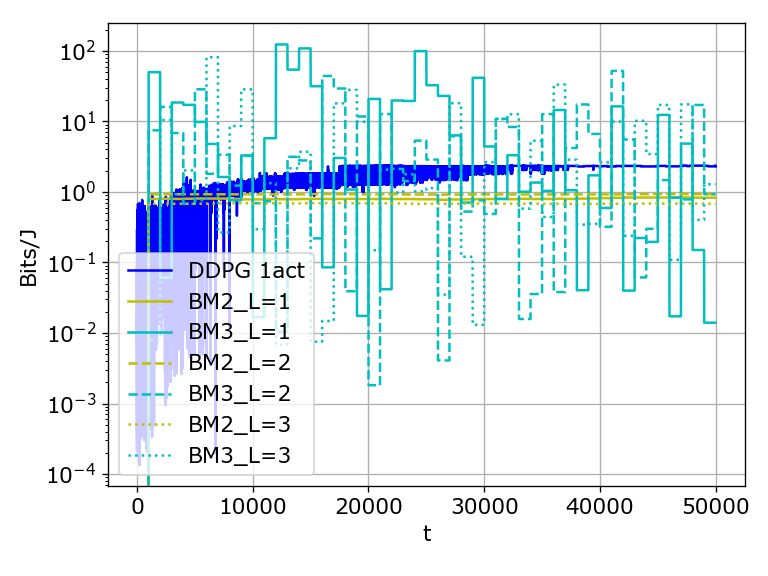 10^2
10^1
10^0
10^-1
10^-2
10^-3
10^-4
Bits/J
DDPG 1act
BM2_L=1
BM3_L=1
BM2_L=2
BM3_L=2
BM2_L=3
BM3_L=3
0 10000 20000 30000 40000 50000
t